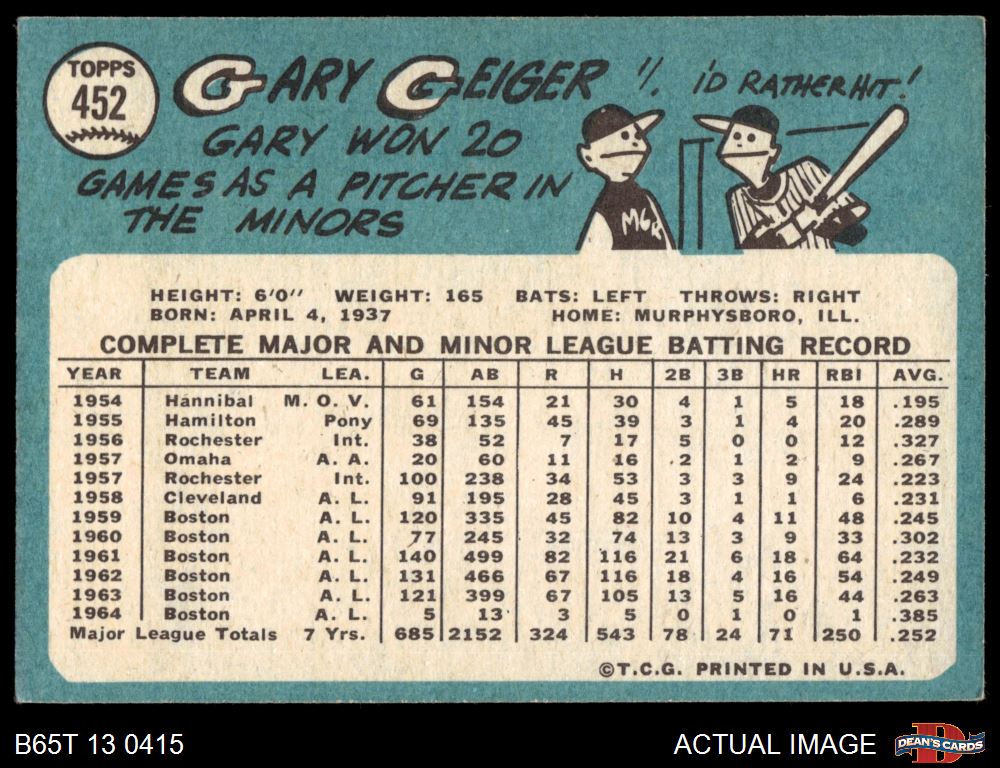 TOPPS
452
GARY GEIGER
I'D RATHER HIT!
GARY WON 20
GAMES AS A PITCHER IN
THE MINORS
MGR
HEIGHT: 6'0" WEIGHT: 165 BATS: LEFT THROWS: RIGHT
BORN: APRIL 4, 1937 HOME: MURPHYSBORO, ILL.
COMPLETE MAJOR AND MINOR LEAGUE BATTING RECORD
YEAR TEAM LEA. G AB R H 2B 3B HR RBI AVG.
1954 Hannibal M. O. V. 61 154 21 30 4 1 5 18 .195
1955 Hamilton Pony 69 135 45 39 3 1 4 20 .289
1956 Rochester Int. 38 52 7 17 5 0 0 12 .327
1957 Omaha A. A. 20 60 11 16 2 1 2 9 .267
1957 Rochester Int. 100 238 34 53 3 3 9 24 .223
1958 Cleveland A. L. 91 195 28 45 3 1 1 6 .231
1959 Boston A. L. 120 335 45 82 10 4 11 48 .245
1960 Boston A. L. 77 245 32 74 13 3 9 33 .302
1961 Boston A. L. 140 499 82 116 21 6 18 64 .232
1962 Boston A. L. 131 466 67 116 18 4 16 54 .249
1963 Boston A. L. 121 399 67 105 13 5 16 44 .263
1964 Boston A. L. 5 13 3 5 0 1 0 1 .385
Major League Totals 7 Yrs. 685 2152 324 543 78 24 71 250 .252
©T.C.G. PRINTED IN U.S.A.
B65T 13 0415 ACTUAL IMAGE
D
DEAN'S CARDS